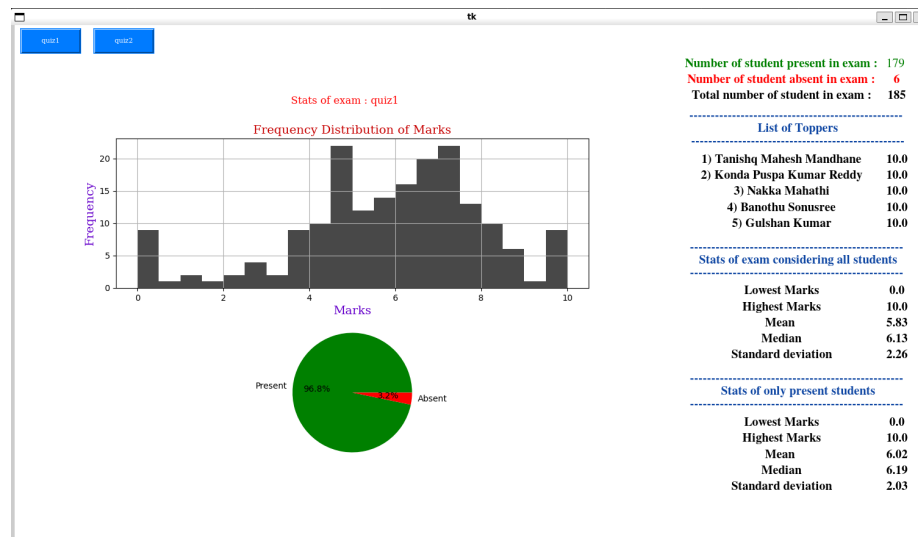 tk
quiz1 quiz2
Number of student present in exam : 179
Number of student absent in exam : 6
Total number of student in exam : 185
Stats of exam : quiz1
Frequency Distribution of Marks
Frequency
20
15
10
5
0
0 2 4 6 8 10
Marks
Present
96.8%
3.2%
Absent
List of Toppers
1) Tanishq Mahesh Mandhane 10.0
2) Konda Puspa Kumar Reddy 10.0
3) Nakka Mahathi 10.0
4) Banothu Sonusree 10.0
5) Gulshan Kumar 10.0
Stats of exam considering all students
Lowest Marks 0.0
Highest Marks 10.0
Mean 5.83
Median 6.13
Standard deviation 2.26
Stats of only present students
Lowest Marks 0.0
Highest Marks 10.0
Mean 6.02
Median 6.19
Standard deviation 2.03